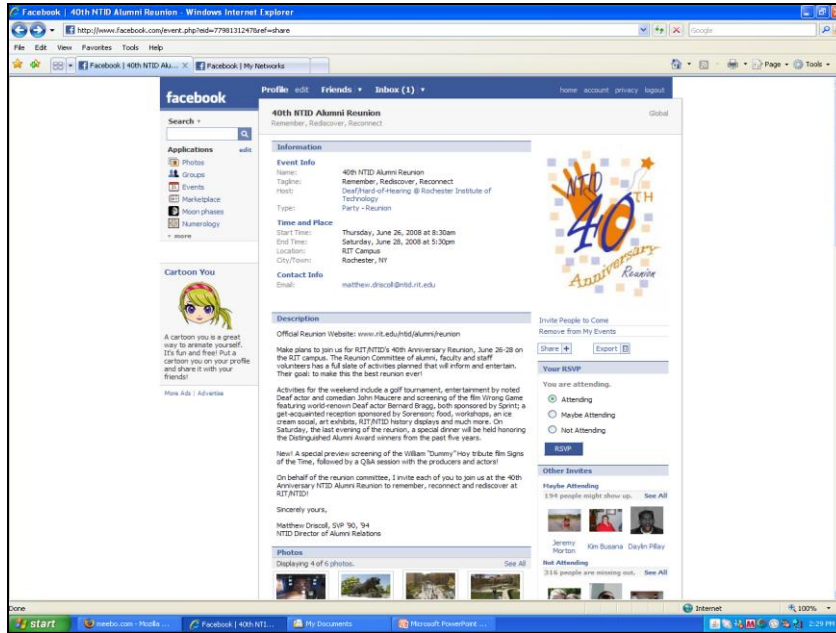 Facebook | 40th NTID Alumni Reunion - Windows Internet Explorer
http://www.facebook.com/event.php?eid=7798131247&ref=share
Google
File Edit View Favorites Tools Help
Facebook | 40th NTID Alu... X
Facebook | My Networks
Page Tools
facebook
Profile edit Friends Inbox (1)
home account privacy logout
Search
Applications edit
Photos
Groups
Events
Marketplace
Moon phases
Numerology
more
Cartoon You
A cartoon you is a great
way to animate yourself.
It's fun and free! Put a
cartoon you on your profile
and share it with your
friends!
More Ads | Advertise
40th NTID Alumni Reunion
Remember, Rediscover, Reconnect
Global
Information
Event Info
Name: 40th NTID Alumni Reunion
Tagline: Remember, Rediscover, Reconnect
Host: Deaf/Hard-of-Hearing @ Rochester Institute of
Technology
Type: Party - Reunion
Time and Place
Start Time: Thursday, June 26, 2008 at 8:30am
End Time: Saturday, June 28, 2008 at 5:30pm
Location: RIT Campus
City/Town: Rochester, NY
Contact Info
Email: matthew.driscoll@ntid.rit.edu
Description
Official Reunion Website: www.rit.edu/ntid/alumni/reunion
Make plans to join us for RIT/NTID's 40th Anniversary Reunion, June 26-28 on
the RIT campus. The Reunion Committee of alumni, faculty and staff
volunteers has a full slate of activities planned that will inform and entertain.
Their goal: to make this the best reunion ever!
Activities for the weekend include a golf tournament, entertainment by noted
Deaf actor and comedian John Maucere and screening of the film Wrong Game
featuring world-renown Deaf actor Bernard Bragg, both sponsored by Sprint; a
get-acquainted reception sponsored by Sorenson; food, workshops, an ice
cream social, art exhibits, RIT/NTID history displays and much more. On
Saturday, the last evening of the reunion, a special dinner will be held honoring
the Distinguished Alumni Award winners from the past five years.
New! A special preview screening of the William "Dummy" Hoy tribute film Signs
of the Time, followed by a Q&A session with the producers and actors!
On behalf of the reunion committee, I invite each of you to join us at the 40th
Anniversary NTID Alumni Reunion to remember, reconnect and rediscover at
RIT/NTID!
Sincerely yours,
Matthew Driscoll, SVP '90, '94
NTID Director of Alumni Relations
Photos
Displaying 4 of 6 photos. See All
NTID
40TH
Anniversary
Reunion
Invite People to Come
Remove from My Events
Share + Export
Your RSVP
You are attending.
Attending
Maybe Attending
Not Attending
RSVP
Other Invites
Maybe Attending
194 people might show up. See All
Jeremy
Morton
Kim Busana
Daylin Pillay
Not Attending
316 people are missing out. See All
Done
Internet
100%
start
meebo.com - Mozilla ...
Facebook | 40th NTI...
My Documents
Microsoft PowerPoint ...
2:29 PM